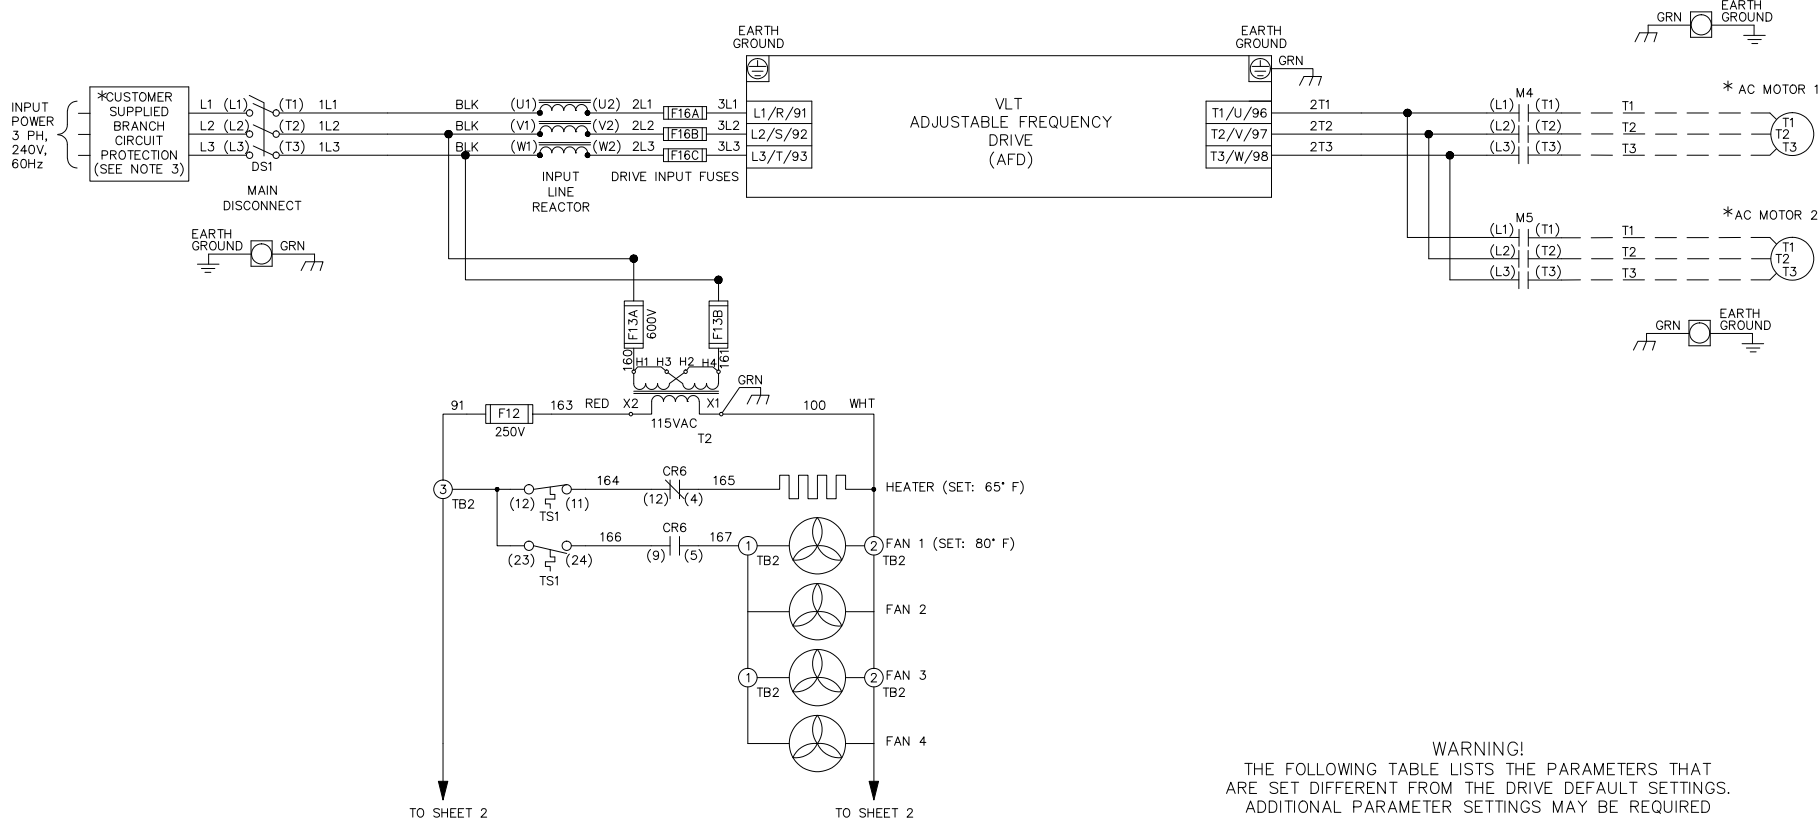 INPUT
POWER
3 PH,
240V,
60Hz
*CUSTOMER
SUPPLIED
BRANCH
CIRCUIT
PROTECTION
(SEE NOTE 3)
L1 (L1) (T1) 1L1
L2 (L2) (T2) 1L2
L3 (L3) (T3) 1L3
DS1
MAIN
DISCONNECT
EARTH
GROUND
GRN
BLK (U1) (U2) 2L1 F16A 3L1
BLK (V1) (V2) 2L2 F16B 3L2
BLK (W1) (W2) 2L3 F16C 3L3
INPUT
LINE
REACTOR
DRIVE INPUT FUSES
EARTH
GROUND
L1/R/91
L2/S/92
L3/T/93
VLT
ADJUSTABLE FREQUENCY
DRIVE
(AFD)
EARTH
GROUND
GRN
T1/U/96
T2/V/97
T3/W/98
2T1
2T2
2T3
GRN
EARTH
GROUND
M4
(L1) (T1) T1
(L2) (T2) T2
(L3) (T3) T3
* AC MOTOR 1
T1
T2
T3
M5
(L1) (T1) T1
(L2) (T2) T2
(L3) (T3) T3
*AC MOTOR 2
T1
T2
T3
GRN
EARTH
GROUND
F13A
600V
F13B
160
161
H1 H3 H2 H4
GRN
91 F12 163 RED X2 X1 100 WHT
250V
115VAC
T2
3
TB2
(12) (11)
TS1
164
CR6
(12) (4)
165
HEATER (SET: 65° F)
(23) (24)
TS1
166
CR6
(9) (5)
167
1
TB2
2
TB2
FAN 1 (SET: 80° F)
FAN 2
1
TB2
2
TB2
FAN 3
FAN 4
TO SHEET 2
TO SHEET 2
WARNING!
THE FOLLOWING TABLE LISTS THE PARAMETERS THAT
ARE SET DIFFERENT FROM THE DRIVE DEFAULT SETTINGS.
ADDITIONAL PARAMETER SETTINGS MAY BE REQUIRED